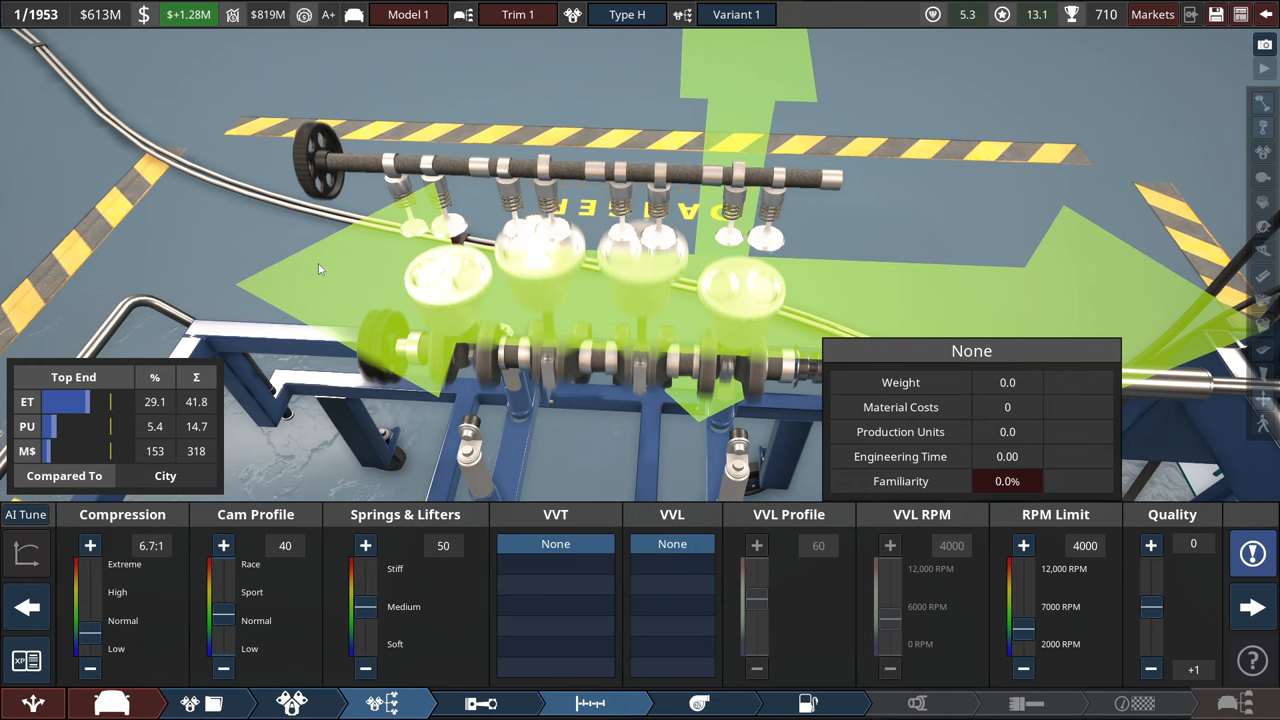 1/1953 $613M $ $+1.28M $819M A+ Model 1 Trim 1 Type H Variant 1 5.3 13.1 710 Markets
DANGER
None
Weight 0.0
Material Costs 0
Production Units 0.0
Engineering Time 0.00
Familiarity 0.0%
Top End % Σ
ET 29.1 41.8
PU 5.4 14.7
M$ 153 318
Compared To City
AI Tune Compression Cam Profile Springs & Lifters VVT VVL VVL Profile VVL RPM RPM Limit Quality
+ 6.7:1 + 40 + 50 None None + 60 + 4000 + 4000 + 0
Extreme Race Stiff 12,000 RPM 12,000 RPM
High Sport
Normal Normal Medium 6000 RPM 7000 RPM
Low Low Soft 0 RPM 2000 RPM
XP +1
?